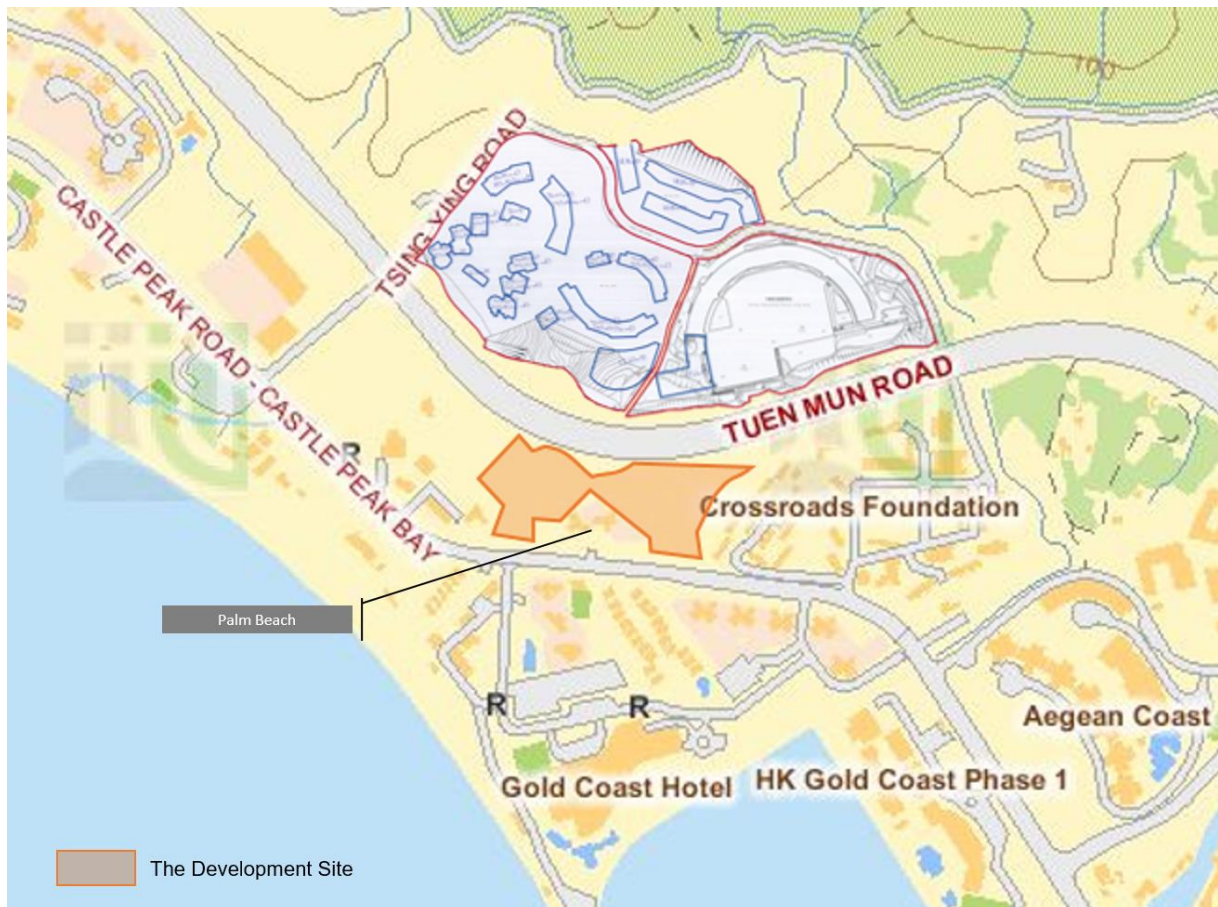 100
TSING YING ROAD
CASTLE PEAK ROAD - CASTLE PEAK BAY
TUEN MUN ROAD
R
Crossroads Foundation
Palm Beach
R
R
Aegean Coast
Gold Coast Hotel
HK Gold Coast Phase 1
The Development Site